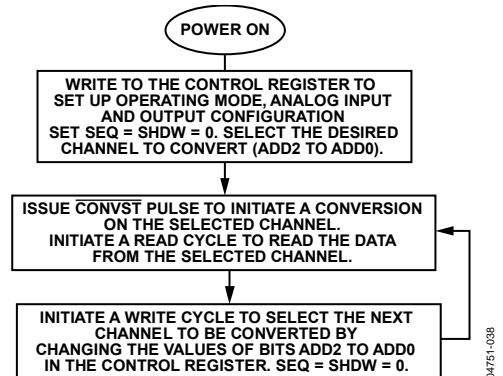 POWER ON
WRITE TO THE CONTROL REGISTER TO
SET UP OPERATING MODE, ANALOG INPUT
AND OUTPUT CONFIGURATION
SET SEQ = SHDW = 0. SELECT THE DESIRED
CHANNEL TO CONVERT (ADD2 TO ADD0).
ISSUE CONVST PULSE TO INITIATE A CONVERSION
ON THE SELECTED CHANNEL.
INITIATE A READ CYCLE TO READ THE DATA
FROM THE SELECTED CHANNEL.
INITIATE A WRITE CYCLE TO SELECT THE NEXT
CHANNEL TO BE CONVERTED BY
CHANGING THE VALUES OF BITS ADD2 TO ADD0
IN THE CONTROL REGISTER. SEQ = SHDW = 0.
04751-038